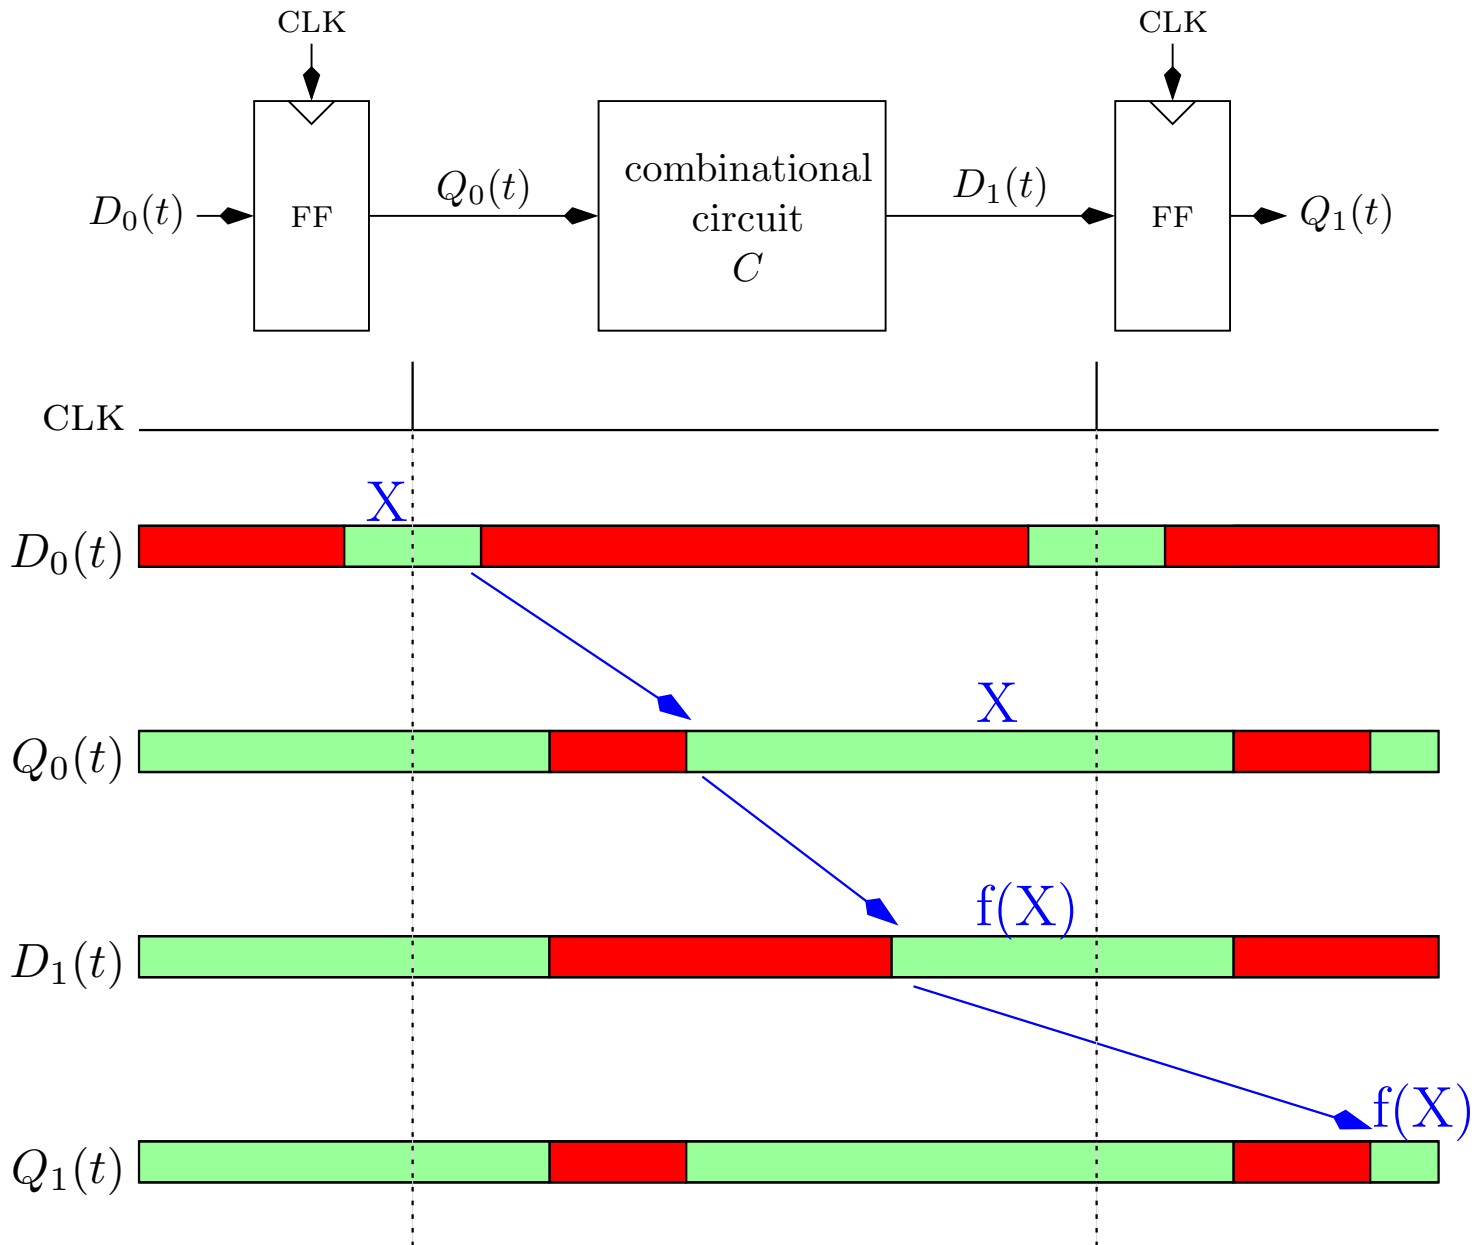 CLK CLK
D₀(t) FF Q₀(t) combinational D₁(t) FF Q₁(t)
circuit
C
CLK
X
D₀(t)
X
Q₀(t)
f(X)
D₁(t)
f(X)
Q₁(t)